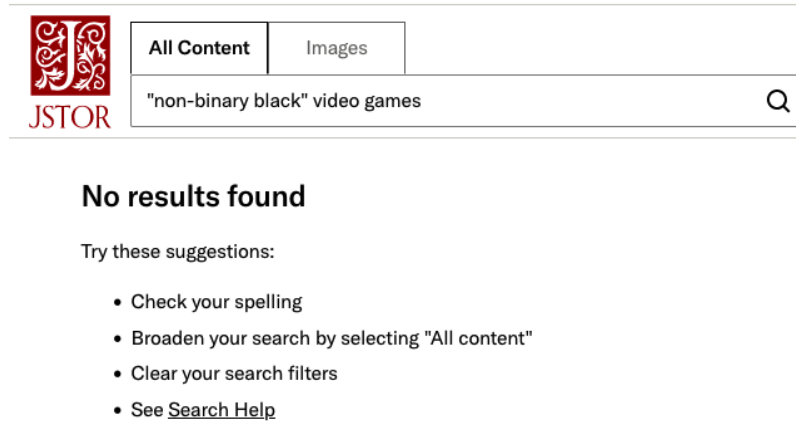 All Content Images
"non-binary black" video games
JSTOR
No results found
Try these suggestions:
• Check your spelling
• Broaden your search by selecting "All content"
• Clear your search filters
• See Search Help